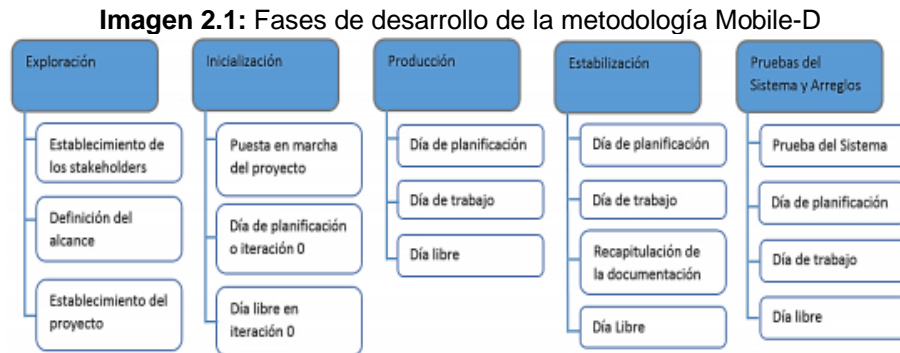 Imagen 2.1: Fases de desarrollo de la metodología Mobile-D
Exploración
Establecimiento de
los stakeholders
Definición del
alcance
Establecimiento del
proyecto
Inicialización
Puesta en marcha
del proyecto
Día de planificación
o iteración 0
Día libre en
iteración 0
Producción
Día de planificación
Día de trabajo
Día libre
Estabilización
Día de planificación
Día de trabajo
Recapitulación de
la documentación
Día Libre
Pruebas del
Sistema y Arreglos
Prueba del Sistema
Día de planificación
Día de trabajo
Día libre